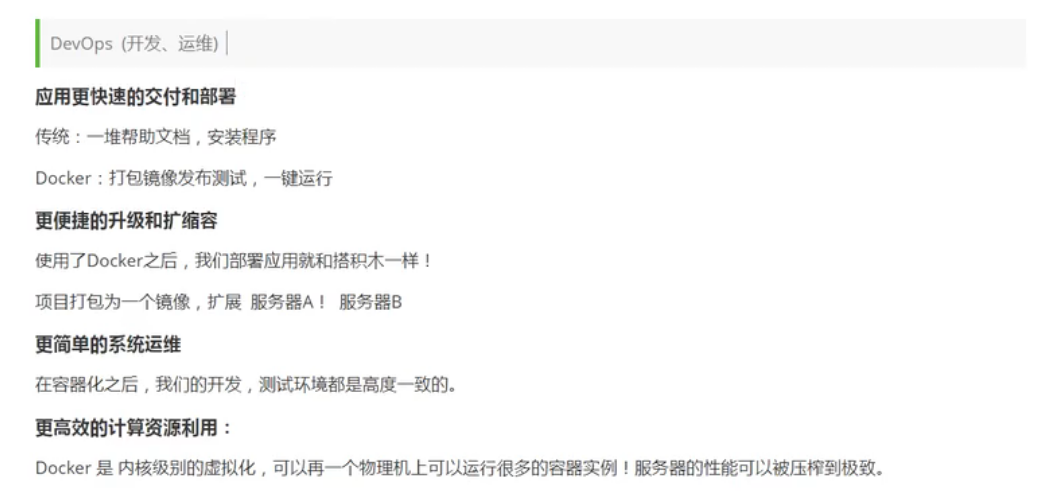 DevOps（开发、运维）
应用更快速的交付和部署
传统：一堆帮助文档，安装程序
Docker：打包镜像发布测试，一键运行
更便捷的升级和扩缩容
使用了Docker之后，我们部署应用就和搭积木一样！
项目打包为一个镜像，扩展 服务器A！ 服务器B
更简单的系统运维
在容器化之后，我们的开发，测试环境都是高度一致的。
更高效的计算资源利用：
Docker 是 内核级别的虚拟化，可以再一个物理机上可以运行很多的容器实例！服务器的性能可以被压榨到极致。